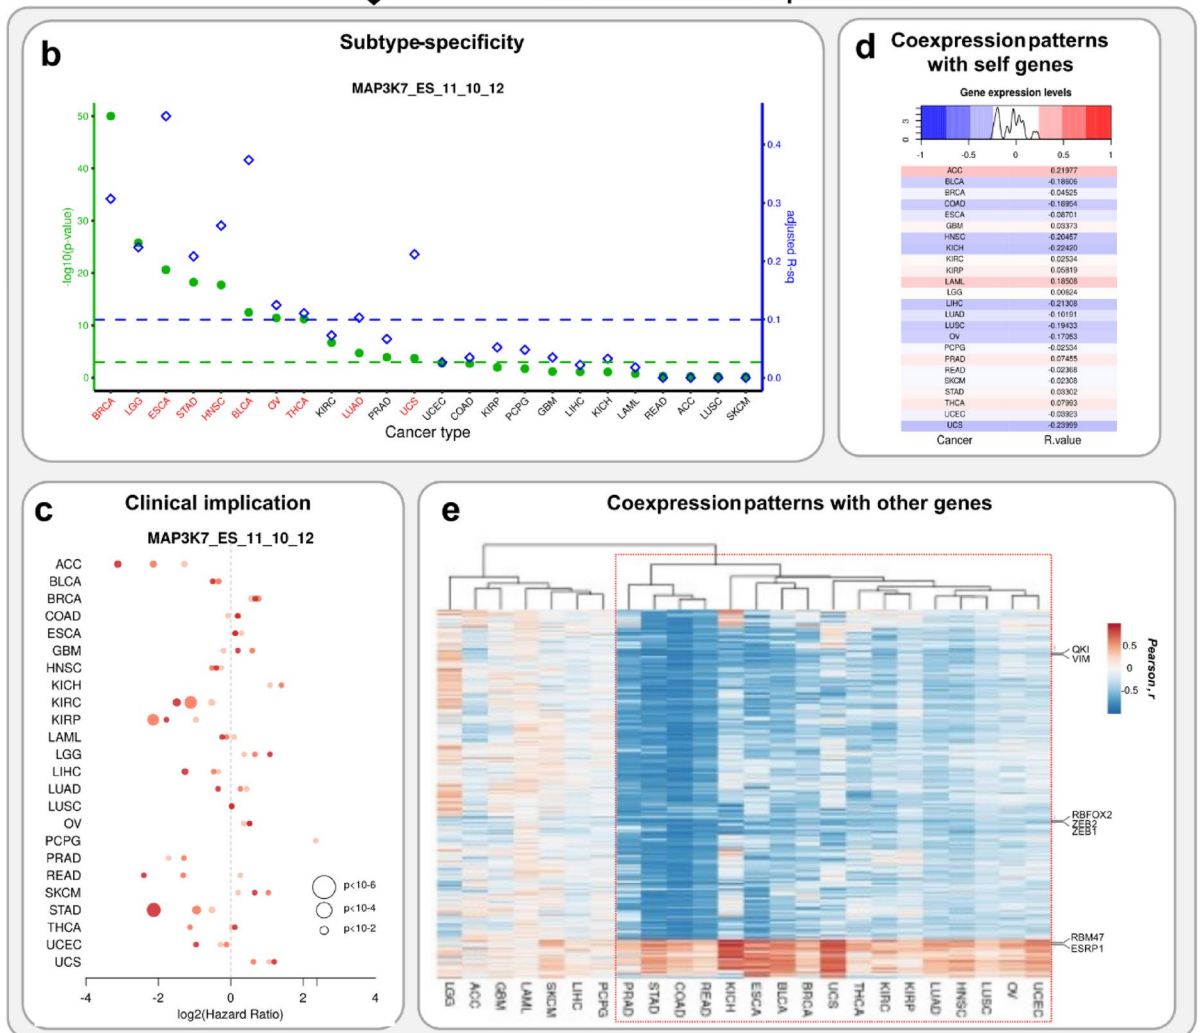 b
Subtype-specificity
MAP3K7_ES_11_10_12
-log10(p-value)
50
40
30
20
10
0
0.4
0.3
0.2
0.1
0.0
adjusted R-sq
BRCA LGG ESCA STAD HNSC BLCA OV THCA KIRC LUAD PRAD UCS UCEC COAD KIRP PCPG GBM LIHC KICH LAML READ ACC LUSC SKCM
Cancer type
d
Coexpression patterns
with self genes
Gene expression levels
0 3
-1 -0.5 0 0.5 1
ACC 0.21977
BLCA -0.18606
BRCA -0.04525
COAD -0.18954
ESCA -0.08701
GBM 0.03373
HNSC -0.20457
KICH -0.22420
KIRC 0.02534
KIRP 0.05819
LAML 0.18508
LGG 0.00824
LIHC -0.21308
LUAD -0.10191
LUSC -0.19433
OV -0.17053
PCPG -0.02534
PRAD 0.07455
READ -0.02368
SKCM -0.02308
STAD 0.03302
THCA 0.07993
UCEC -0.03923
UCS -0.23999
Cancer R.value
c
Clinical implication
MAP3K7_ES_11_10_12
ACC
BLCA
BRCA
COAD
ESCA
GBM
HNSC
KICH
KIRC
KIRP
LAML
LGG
LIHC
LUAD
LUSC
OV
PCPG
PRAD
READ
SKCM
STAD
THCA
UCEC
UCS
p<10-6
p<10-4
p<10-2
-4 -2 0 2 4
log2(Hazard Ratio)
e
Coexpression patterns with other genes
QKI
VIM
RBFOX2
ZEB2
ZEB1
RBM47
ESRP1
0.5
0
-0.5
Pearson, r
LGG ACC GBM LAML SKCM LIHC PCPG PRAD STAD COAD READ KICH ESCA BLCA BRCA UCS THCA KIRC KIRP LUAD HNSC LUSC OV UCEC